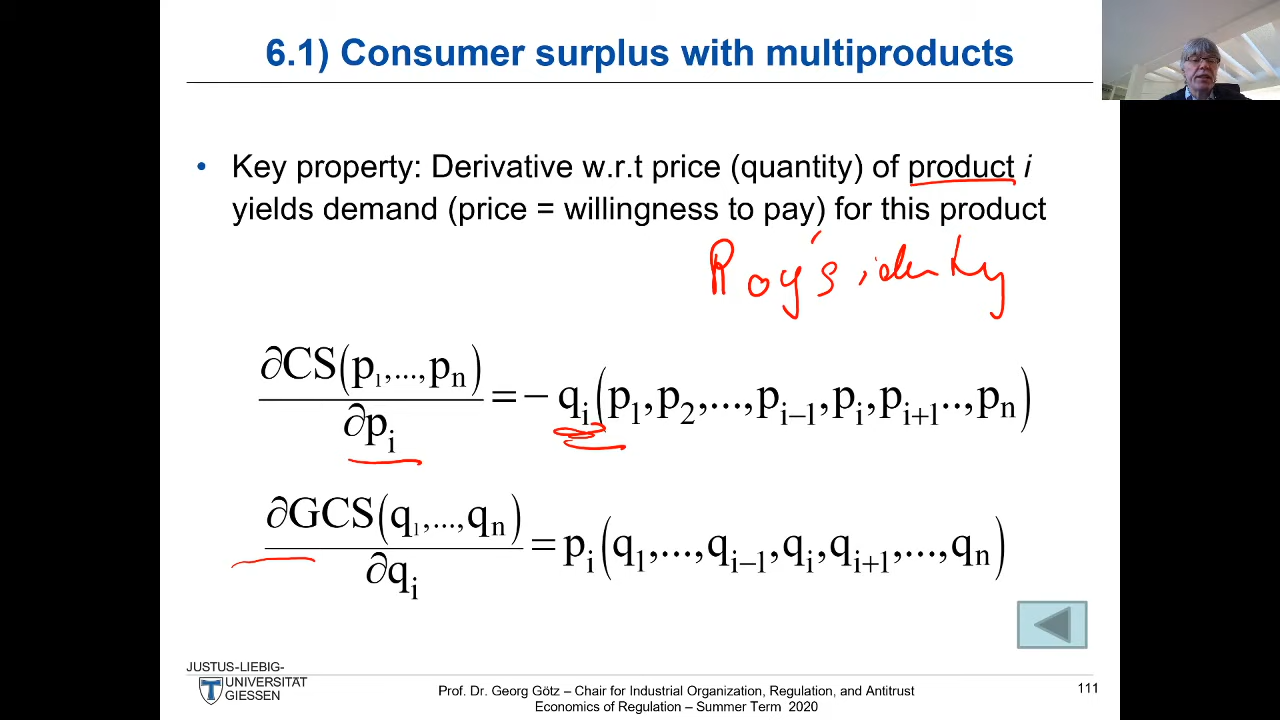 6.1) Consumer surplus with multiproducts
• Key property: Derivative w.r.t price (quantity) of product i
yields demand (price = willingness to pay) for this product
Roy's identity
∂CS(p₁,...,pₙ)/∂pᵢ = − qᵢ(p₁,p₂,...,pᵢ₋₁,pᵢ,pᵢ₊₁..,pₙ)
∂GCS(q₁,...,qₙ)/∂qᵢ = pᵢ(q₁,...,qᵢ₋₁,qᵢ,qᵢ₊₁,...,qₙ)
JUSTUS-LIEBIG-
UNIVERSITÄT
GIESSEN
Prof. Dr. Georg Götz – Chair for Industrial Organization, Regulation, and Antitrust
Economics of Regulation – Summer Term 2020
111